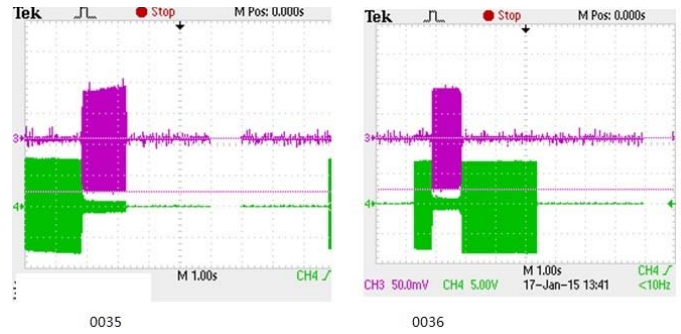 Tek
Stop
M Pos: 0.000s
3
4
M 1.00s
CH4
0035
Tek
Stop
M Pos: 0.000s
3
4
M 1.00s
CH4
CH3 50.0mV
CH4 5.00V
17-Jan-15 13:41
<10Hz
0036